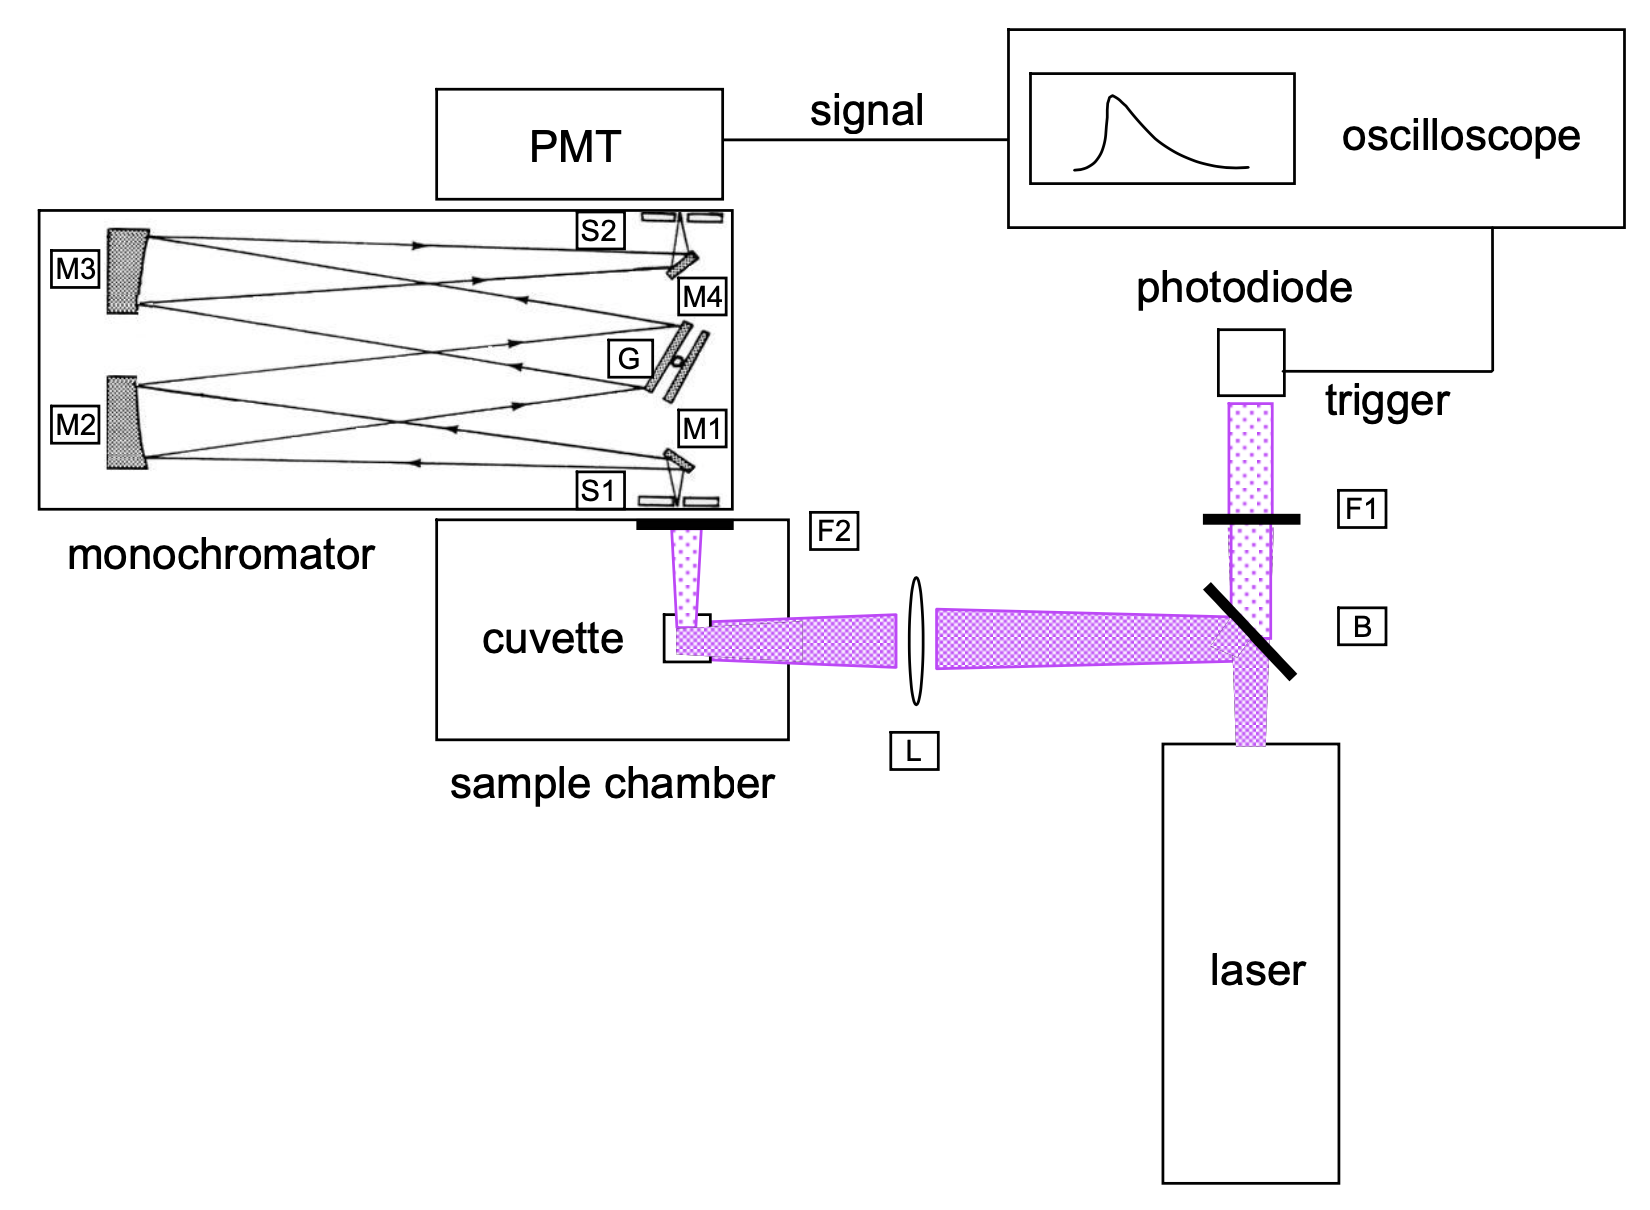 signal
PMT
oscilloscope
S2
M3
M4
photodiode
G
trigger
M2
M1
S1
F1
F2
monochromator
B
cuvette
L
sample chamber
laser